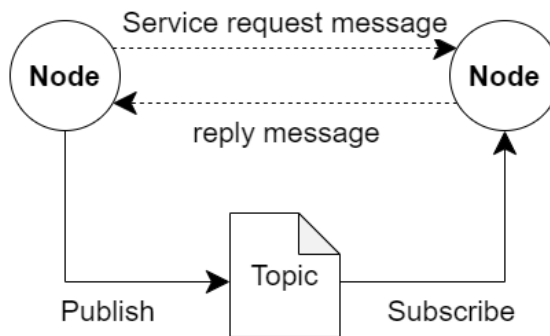 Service request message
Node
Node
reply message
Topic
Publish
Subscribe